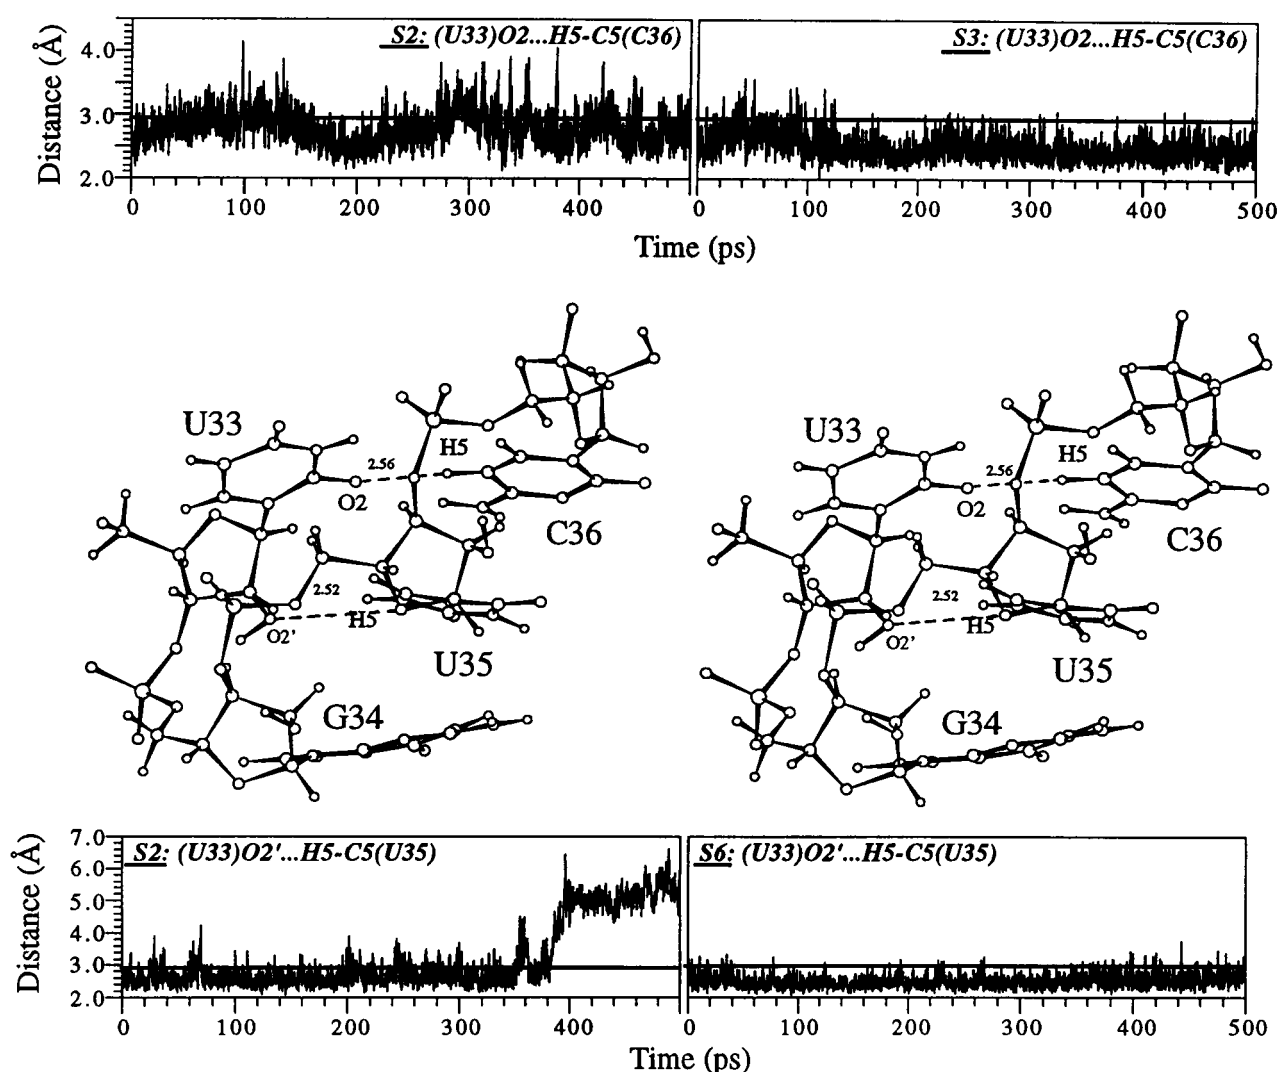 S2: (U33)O2...H5-C5(C36)
S3: (U33)O2...H5-C5(C36)
Distance (Å)
4.0
3.0
2.0
0 100 200 300 400
0 100 200 300 400 500
Time (ps)
U33
H5
2.56
O2
C36
2.52
O2'
H5
U35
G34
U33
H5
2.56
O2
C36
2.52
O2'
H5
U35
G34
S2: (U33)O2'...H5-C5(U35)
S6: (U33)O2'...H5-C5(U35)
Distance (Å)
7.0
6.0
5.0
4.0
3.0
2.0
0 100 200 300 400
0 100 200 300 400 500
Time (ps)